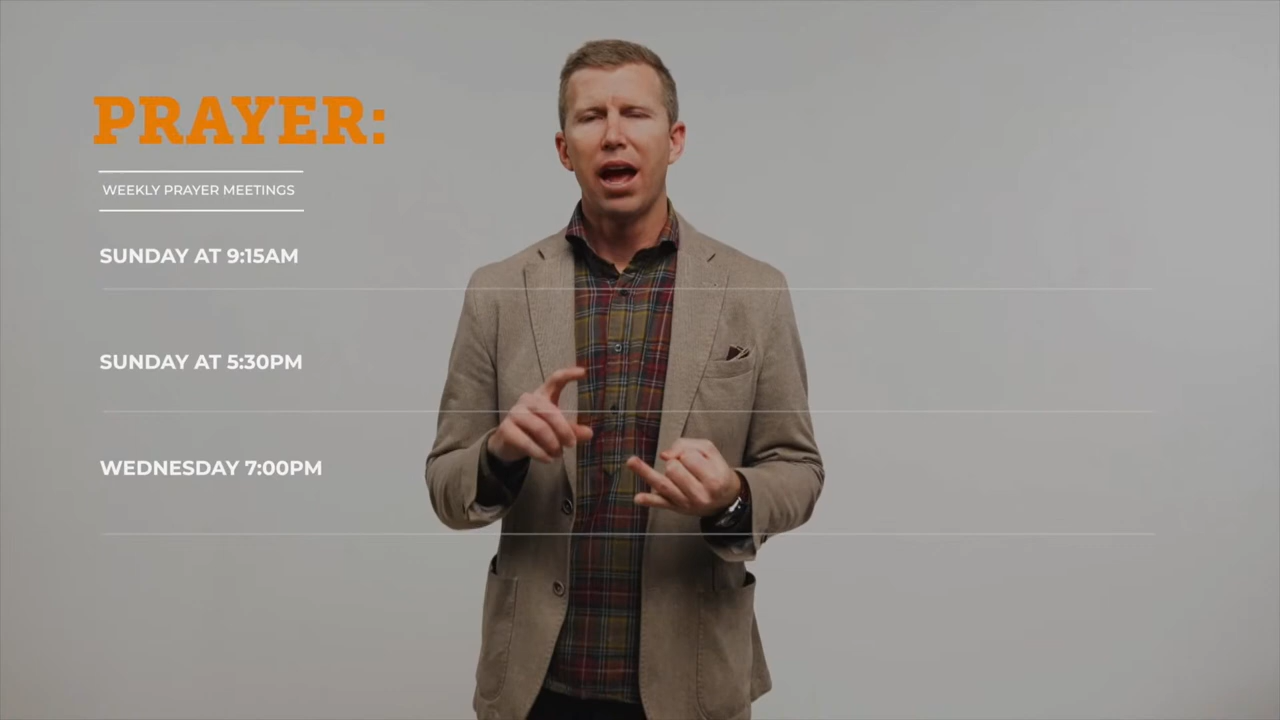 PRAYER:
WEEKLY PRAYER MEETINGS
SUNDAY AT 9:15AM
SUNDAY AT 5:30PM
WEDNESDAY 7:00PM